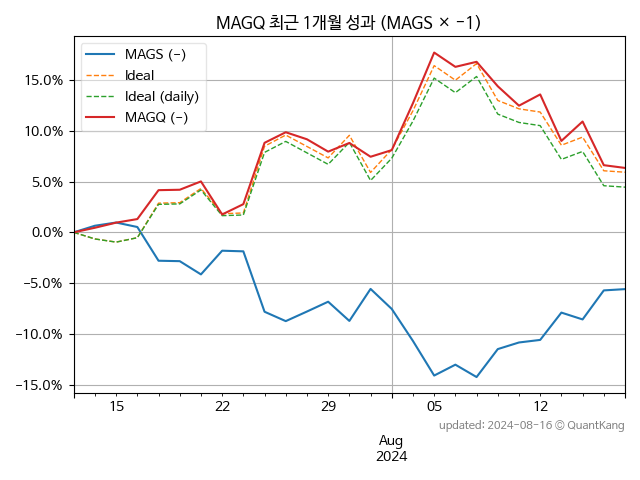 MAGQ 최근 1개월 성과 (MAGS × −1)
MAGS (-)
Ideal
Ideal (daily)
MAGQ (-)
15.0%
10.0%
5.0%
0.0%
−5.0%
−10.0%
−15.0%
15
22
29
05
12
updated: 2024-08-16 © QuantKang
Aug
2024